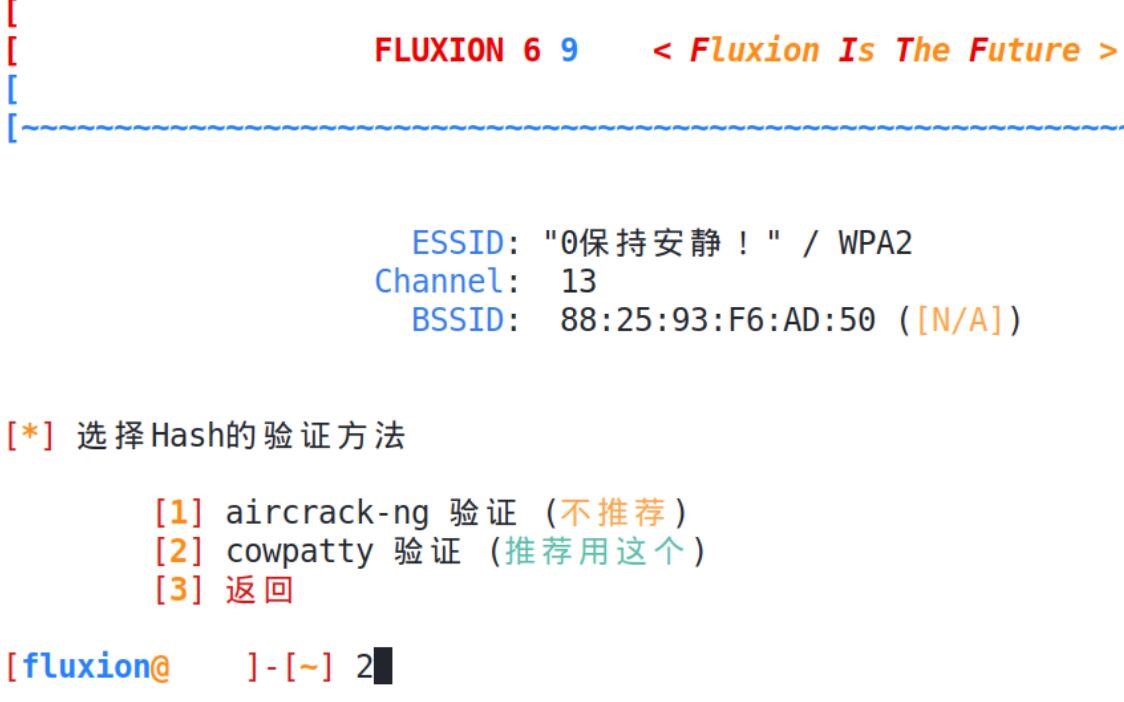 [
[ FLUXION 6 9 < Fluxion Is The Future >
[
[~~~~~~~~~~~~~~~~~~~~~~~~~~~~~~~~~~~~~~~~~~~~~~~~~~~~~~~~~~~~
ESSID: "0保持安静！" / WPA2
Channel: 13
BSSID: 88:25:93:F6:AD:50 ([N/A])
[*] 选择Hash的验证方法
[1] aircrack-ng 验证 (不推荐)
[2] cowpatty 验证 (推荐用这个)
[3] 返回
[fluxion@ ]-[~] 2